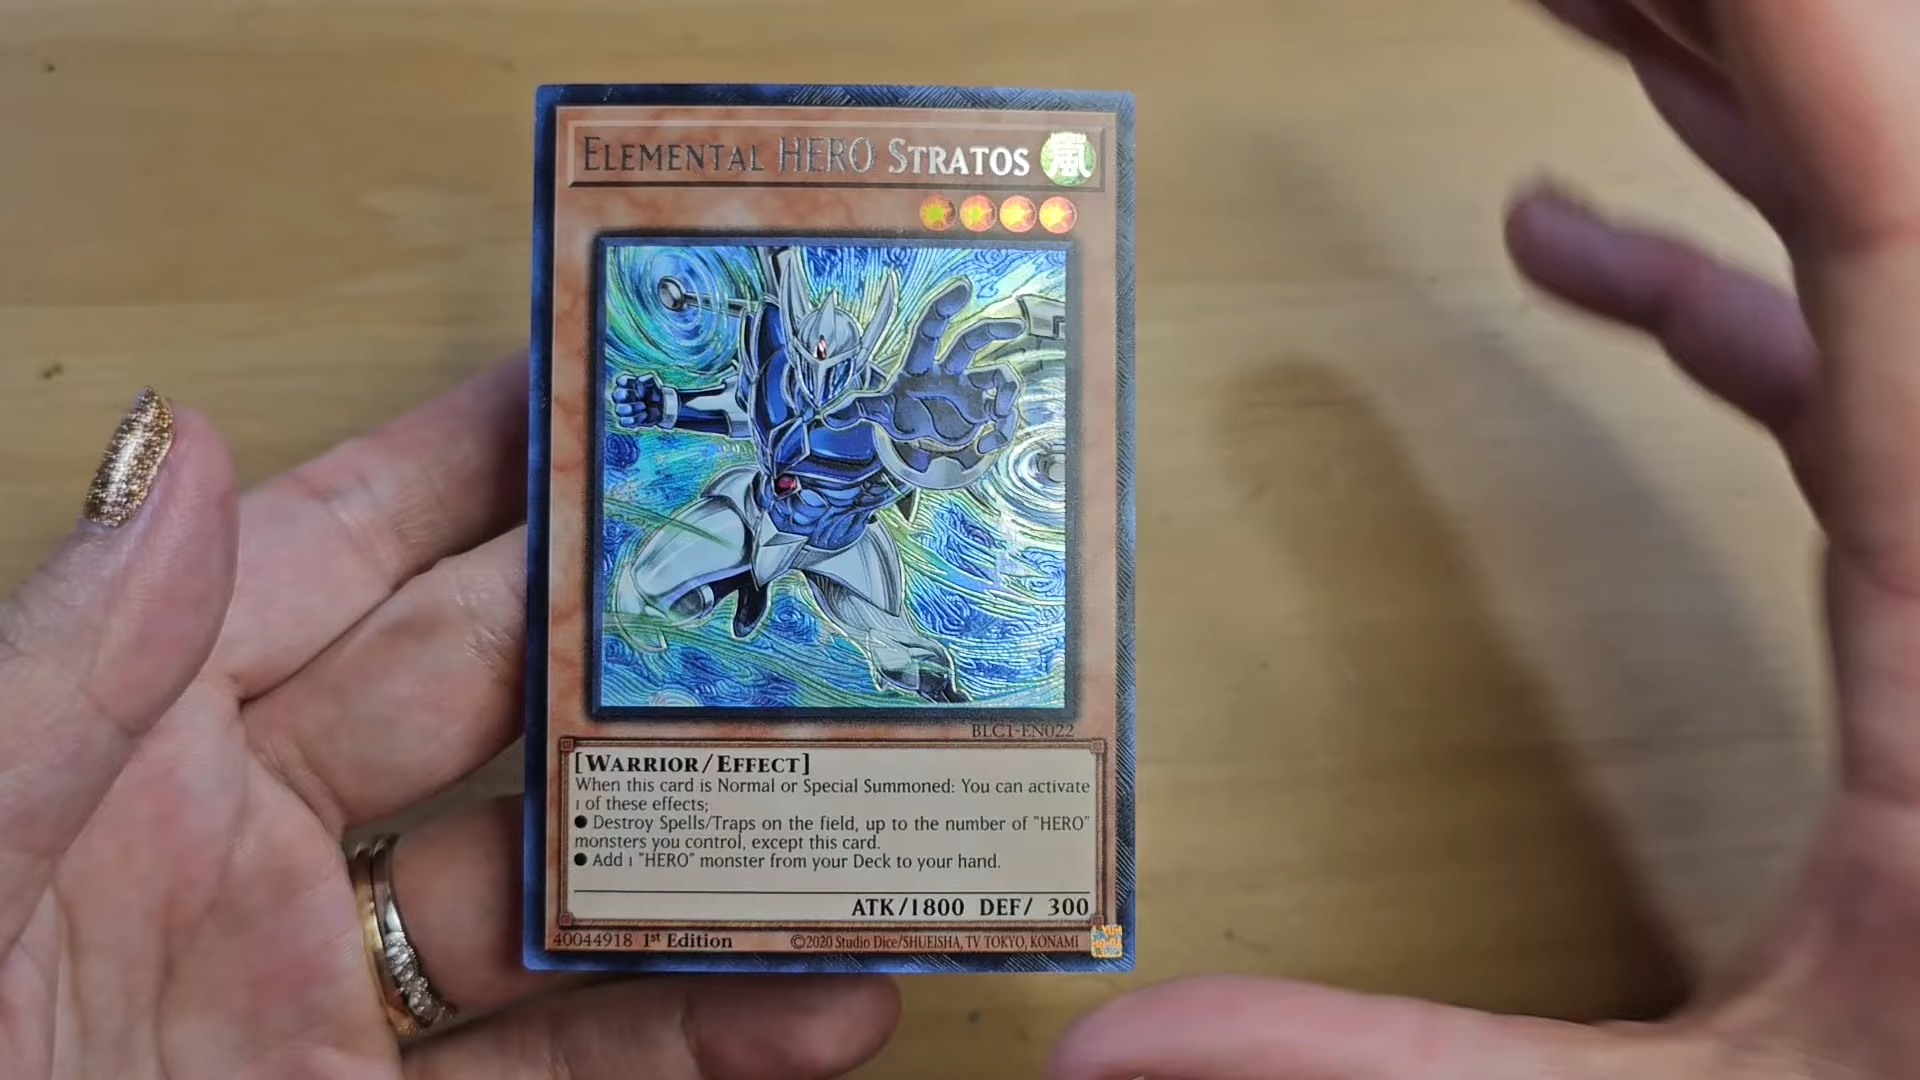 Elemental HERO Stratos 嵐
BLC1-EN022
[Warrior/Effect]
When this card is Normal or Special Summoned: You can activate
1 of these effects;
● Destroy Spells/Traps on the field, up to the number of "HERO"
monsters you control, except this card.
● Add 1 "HERO" monster from your Deck to your hand.
ATK/1800 DEF/ 300
40044918 1st Edition ©2020 Studio Dice/SHUEISHA, TV TOKYO, KONAMI